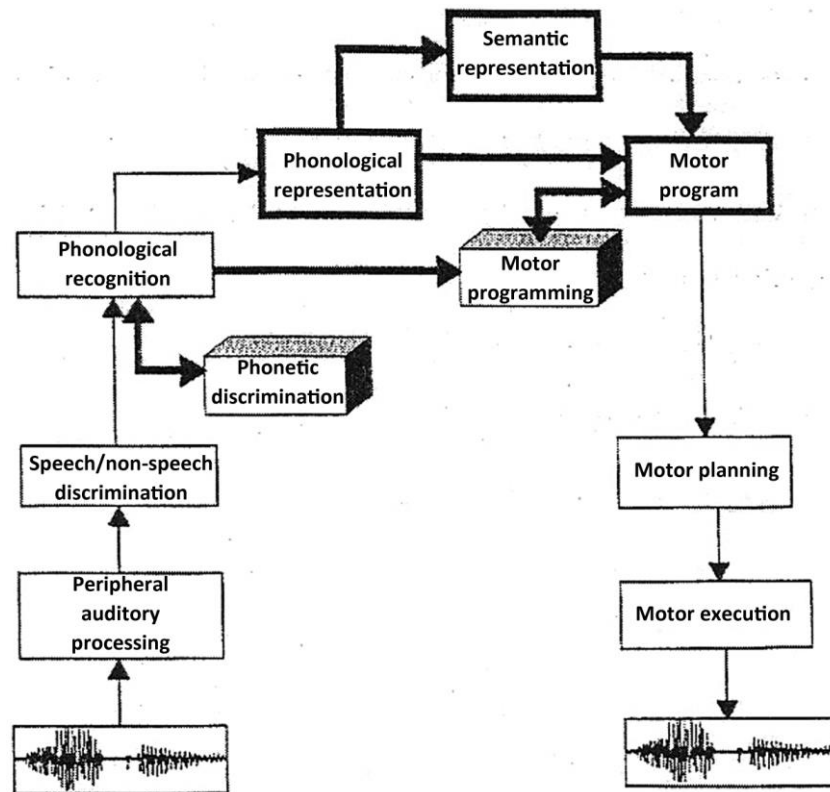 Semantic
representation
Phonological
representation
Motor
program
Phonological
recognition
Motor
programming
Phonetic
discrimination
Speech/non-speech
discrimination
Motor planning
Peripheral
auditory
processing
Motor execution